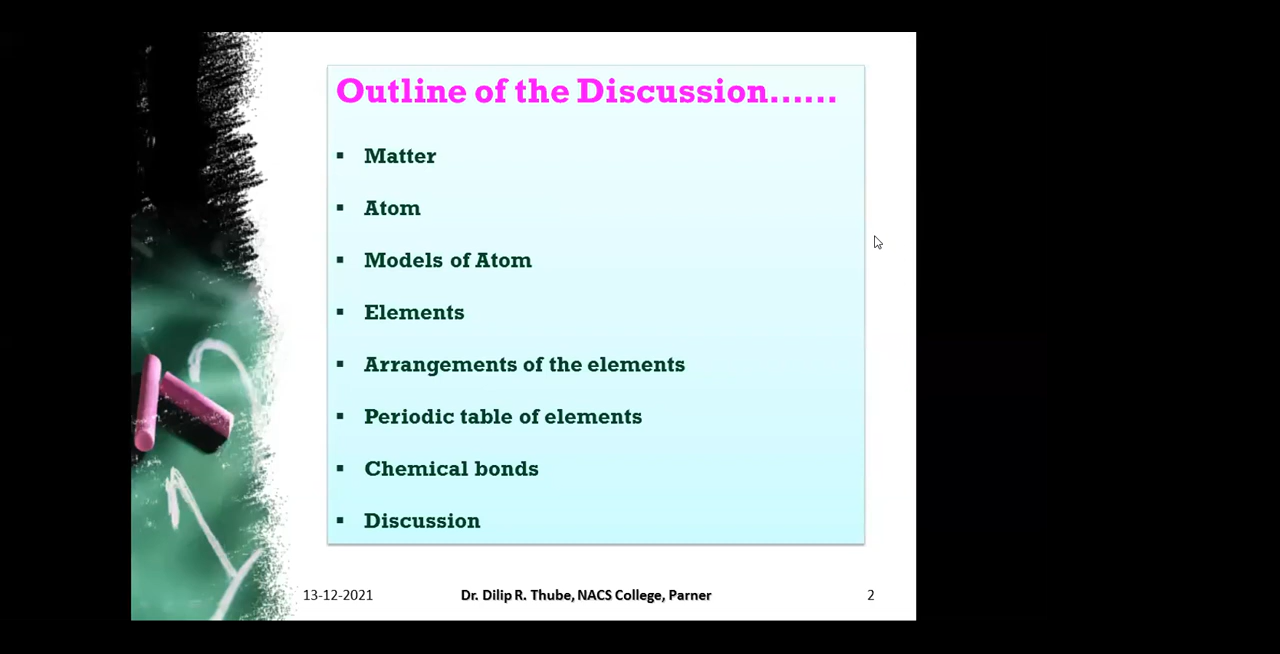 Outline of the Discussion......
▪ Matter
▪ Atom
▪ Models of Atom
▪ Elements
▪ Arrangements of the elements
▪ Periodic table of elements
▪ Chemical bonds
▪ Discussion
13-12-2021 Dr. Dilip R. Thube, NACS College, Parner 2